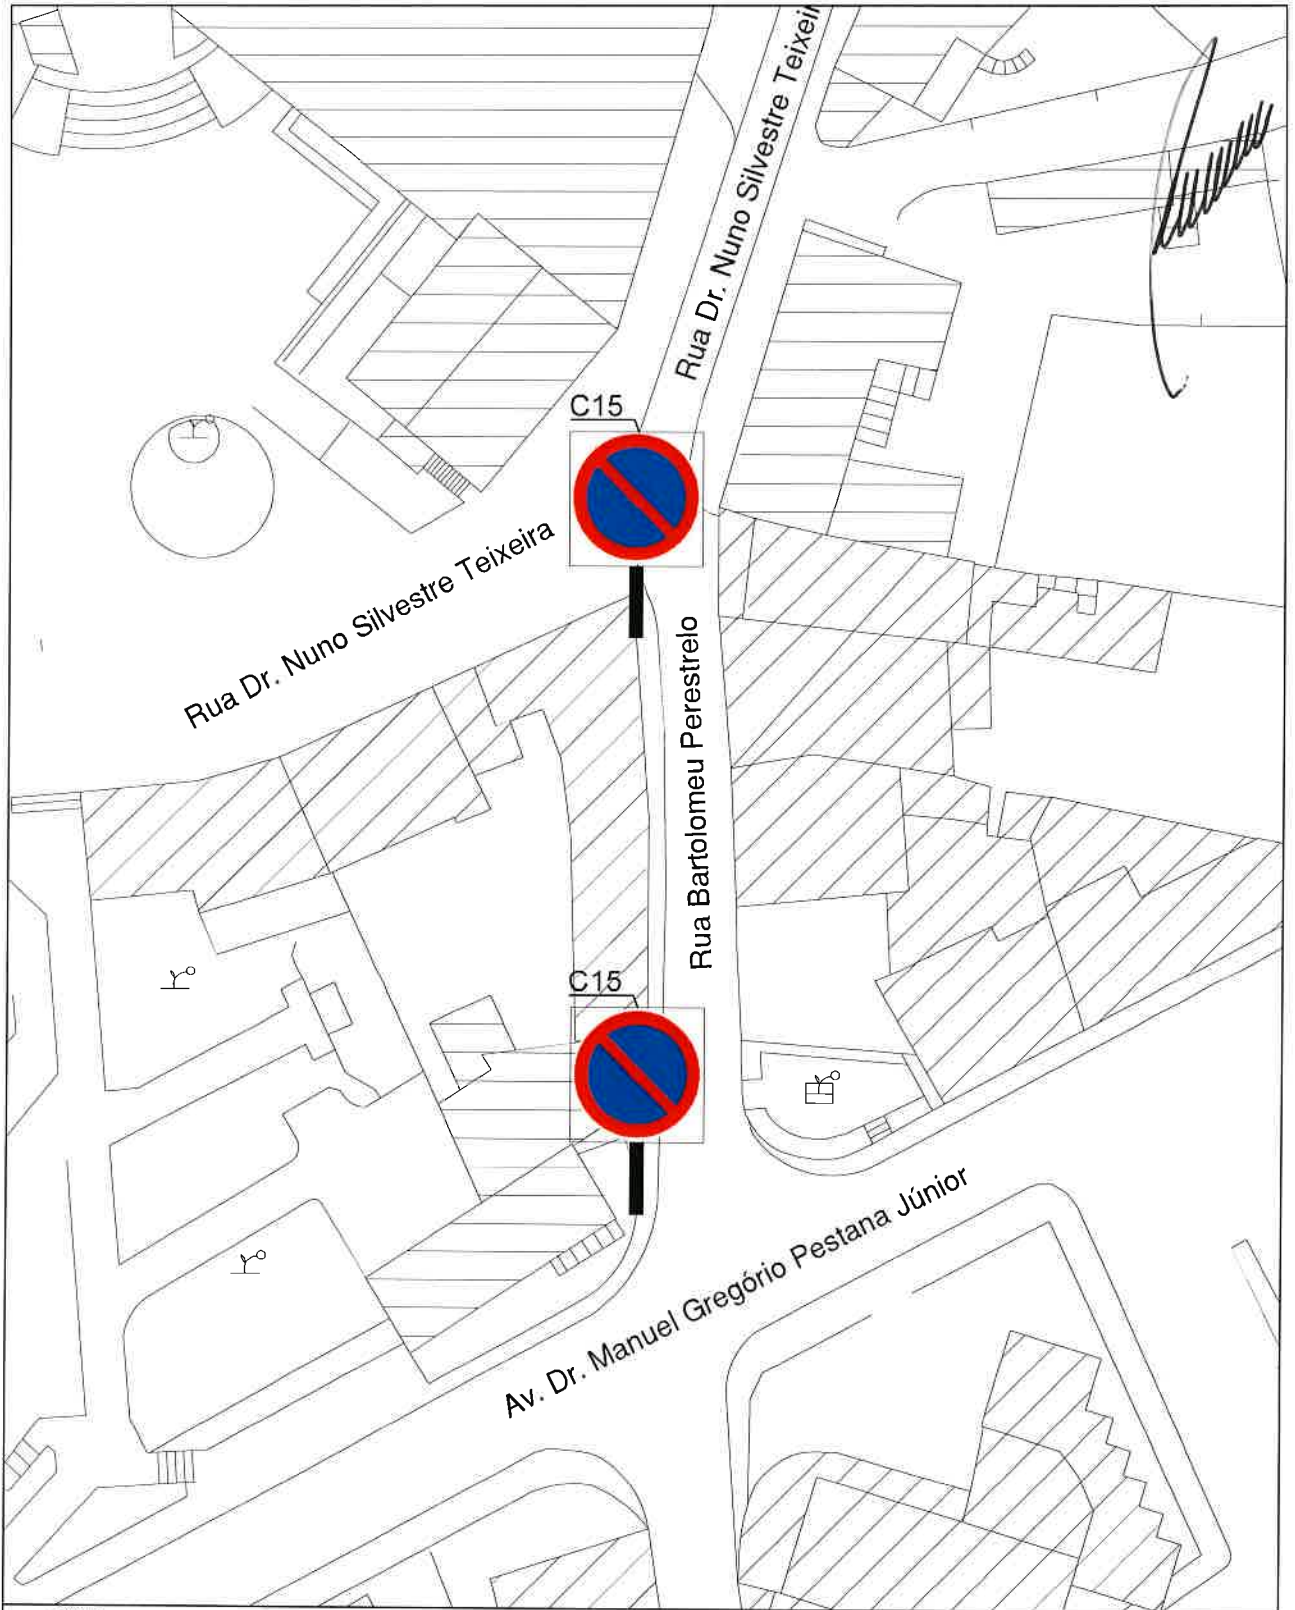 Rua Dr. Nuno Silvestre Teixeir
C15
Rua Dr. Nuno Silvestre Teixeira
Rua Bartolomeu Perestrelo
C15
Av. Dr. Manuel Gregório Pestana Júnior